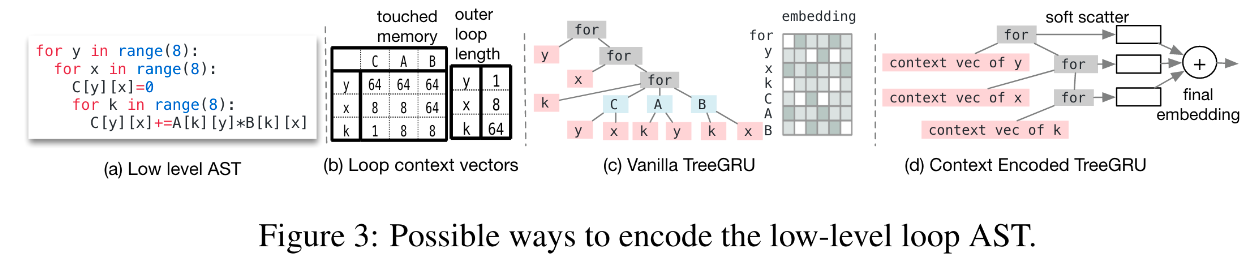 for y in range(8):
for x in range(8):
C[y][x]=0
for k in range(8):
C[y][x]+=A[k][y]*B[k][x]
(a) Low level AST
touched
memory
outer
loop
length
C A B
y 64 64 64 1
x 8 8 64 8
k 1 8 8 64
(b) Loop context vectors
for
y for
x for
k C A B
y x k y k x
embedding
for
y
x
k
C
A
B
(c) Vanilla TreeGRU
soft scatter
for
context vec of y for
context vec of x for
context vec of k
+
final
embedding
(d) Context Encoded TreeGRU
Figure 3: Possible ways to encode the low-level loop AST.